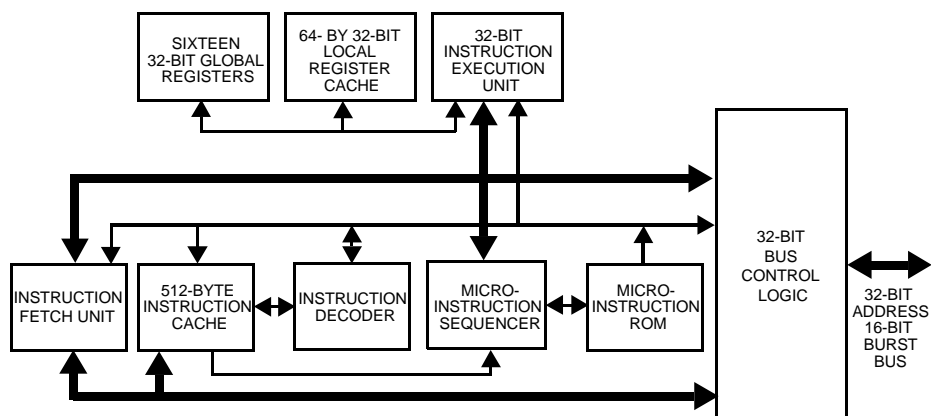 SIXTEEN
32-BIT GLOBAL
REGISTERS
64- BY 32-BIT
LOCAL
REGISTER
CACHE
32-BIT
INSTRUCTION
EXECUTION
UNIT
INSTRUCTION
FETCH UNIT
512-BYTE
INSTRUCTION
CACHE
INSTRUCTION
DECODER
MICRO-
INSTRUCTION
SEQUENCER
MICRO-
INSTRUCTION
ROM
32-BIT
BUS
CONTROL
LOGIC
32-BIT
ADDRESS
16-BIT
BURST
BUS